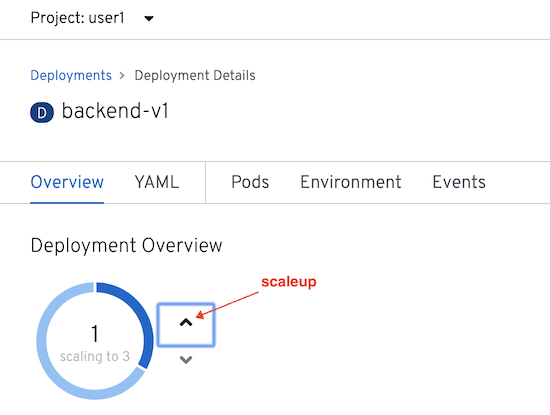 Project: user1
Deployments > Deployment Details
D backend-v1
Overview YAML Pods Environment Events
Deployment Overview
scaleup
1
scaling to 3